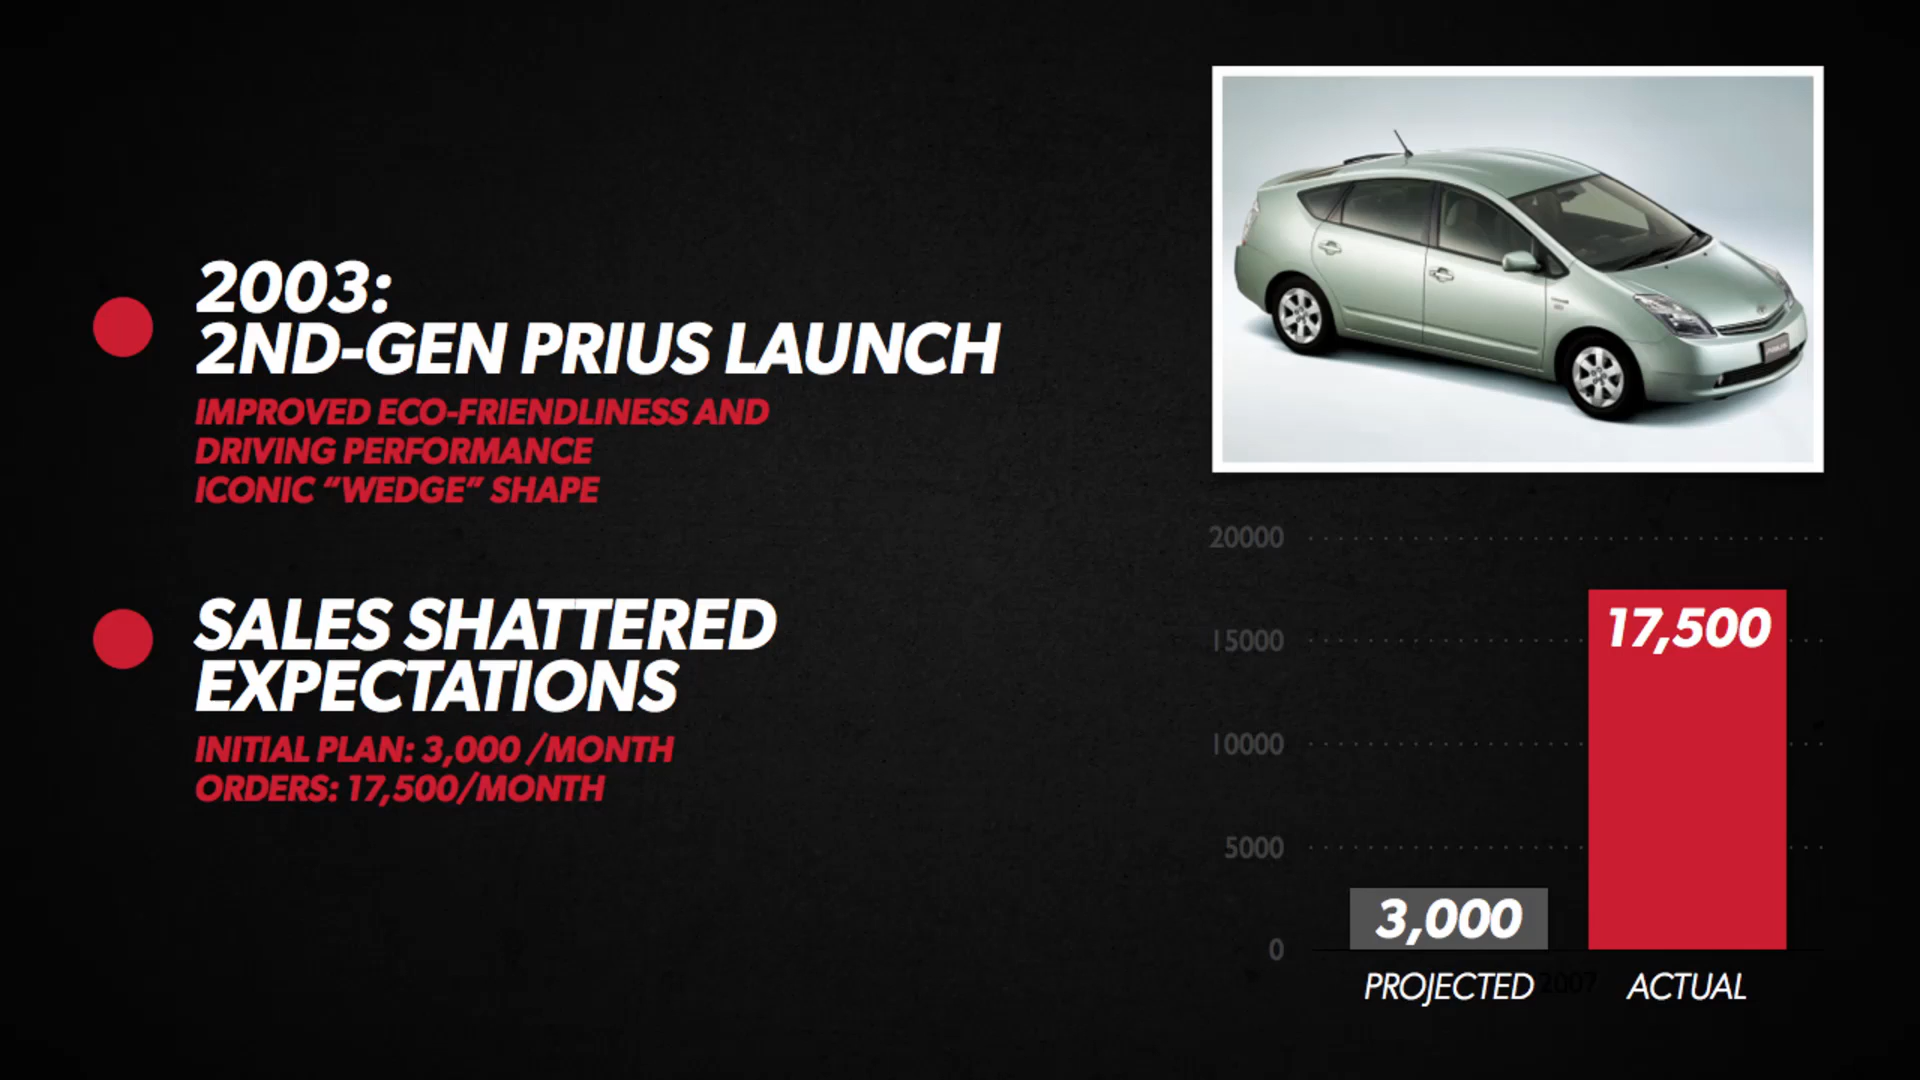 2003:
2ND-GEN PRIUS LAUNCH
IMPROVED ECO-FRIENDLINESS AND
DRIVING PERFORMANCE
ICONIC “WEDGE” SHAPE
SALES SHATTERED
EXPECTATIONS
INITIAL PLAN: 3,000 /MONTH
ORDERS: 17,500/MONTH
20000
15000
10000
5000
0
17,500
3,000
PROJECTED
2007
ACTUAL